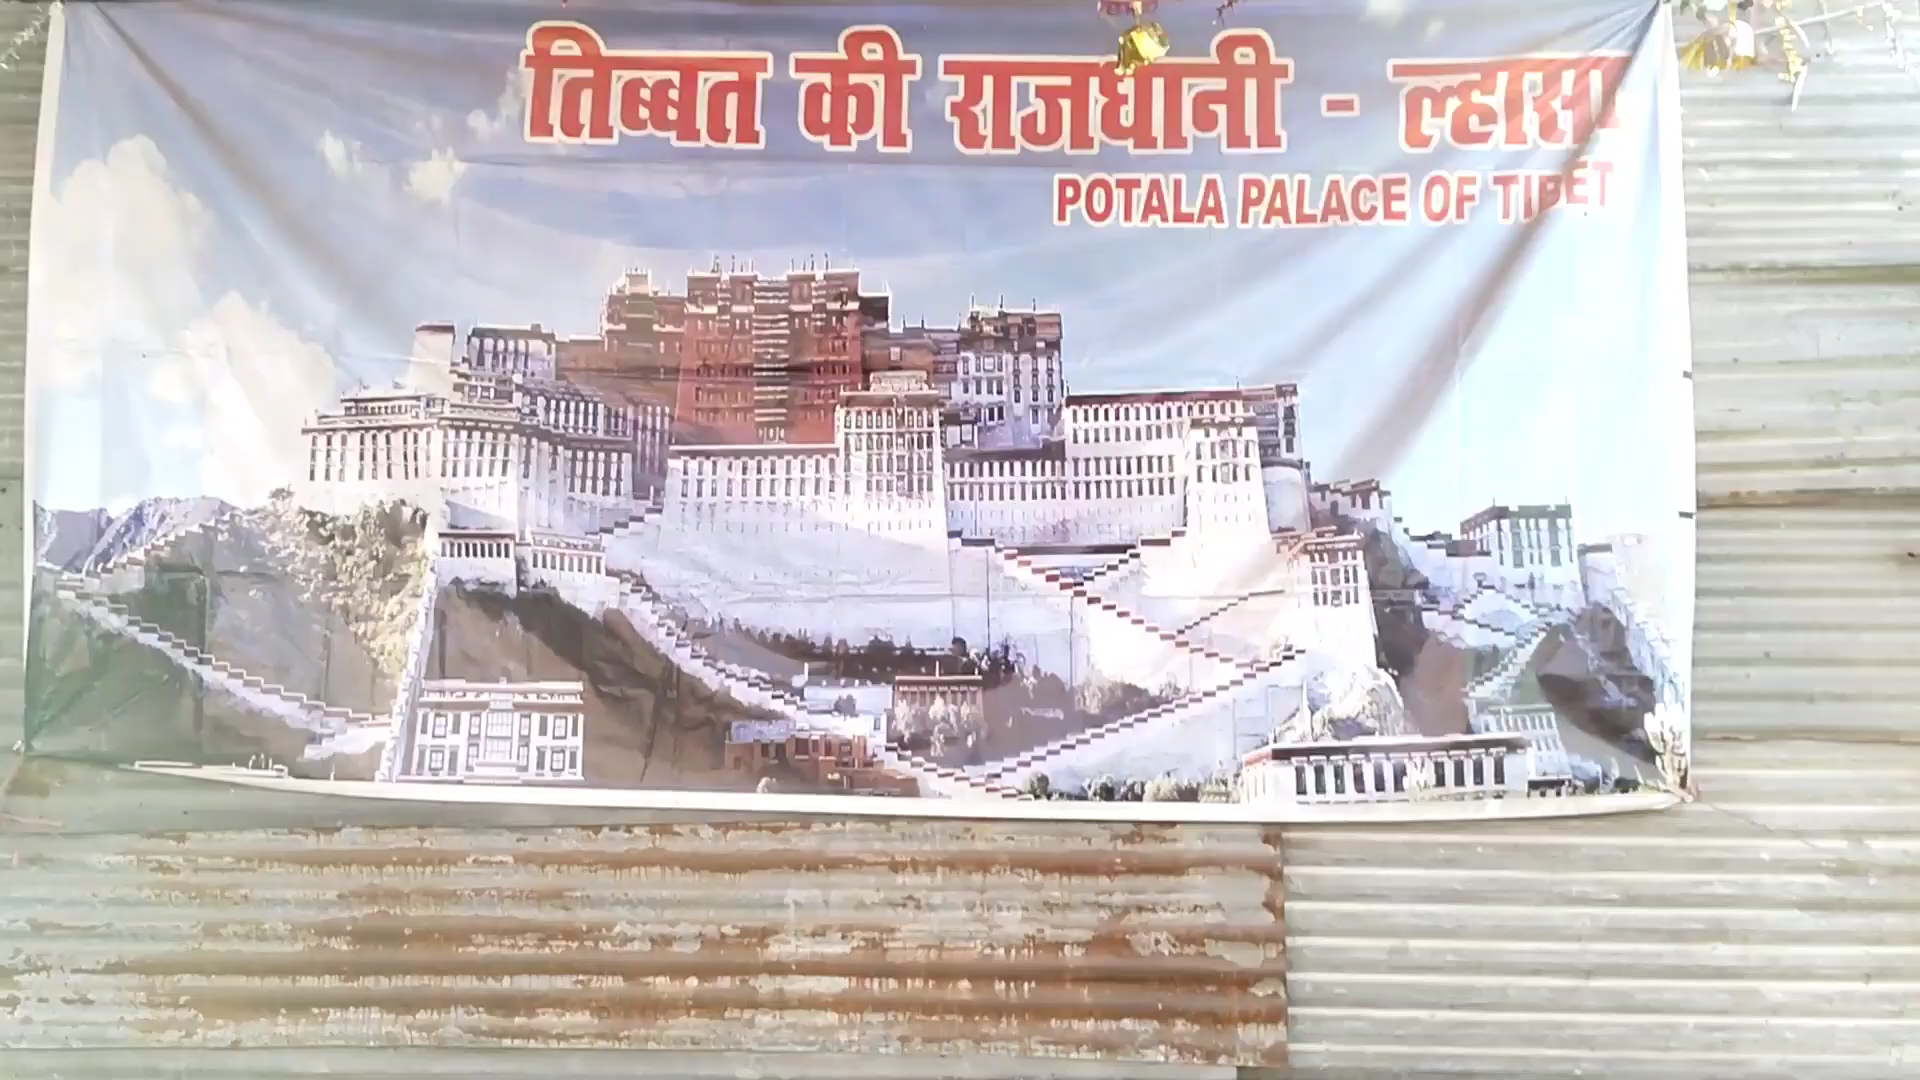 तिब्बत की राजधानी - ल्हासा
POTALA PALACE OF TIBET